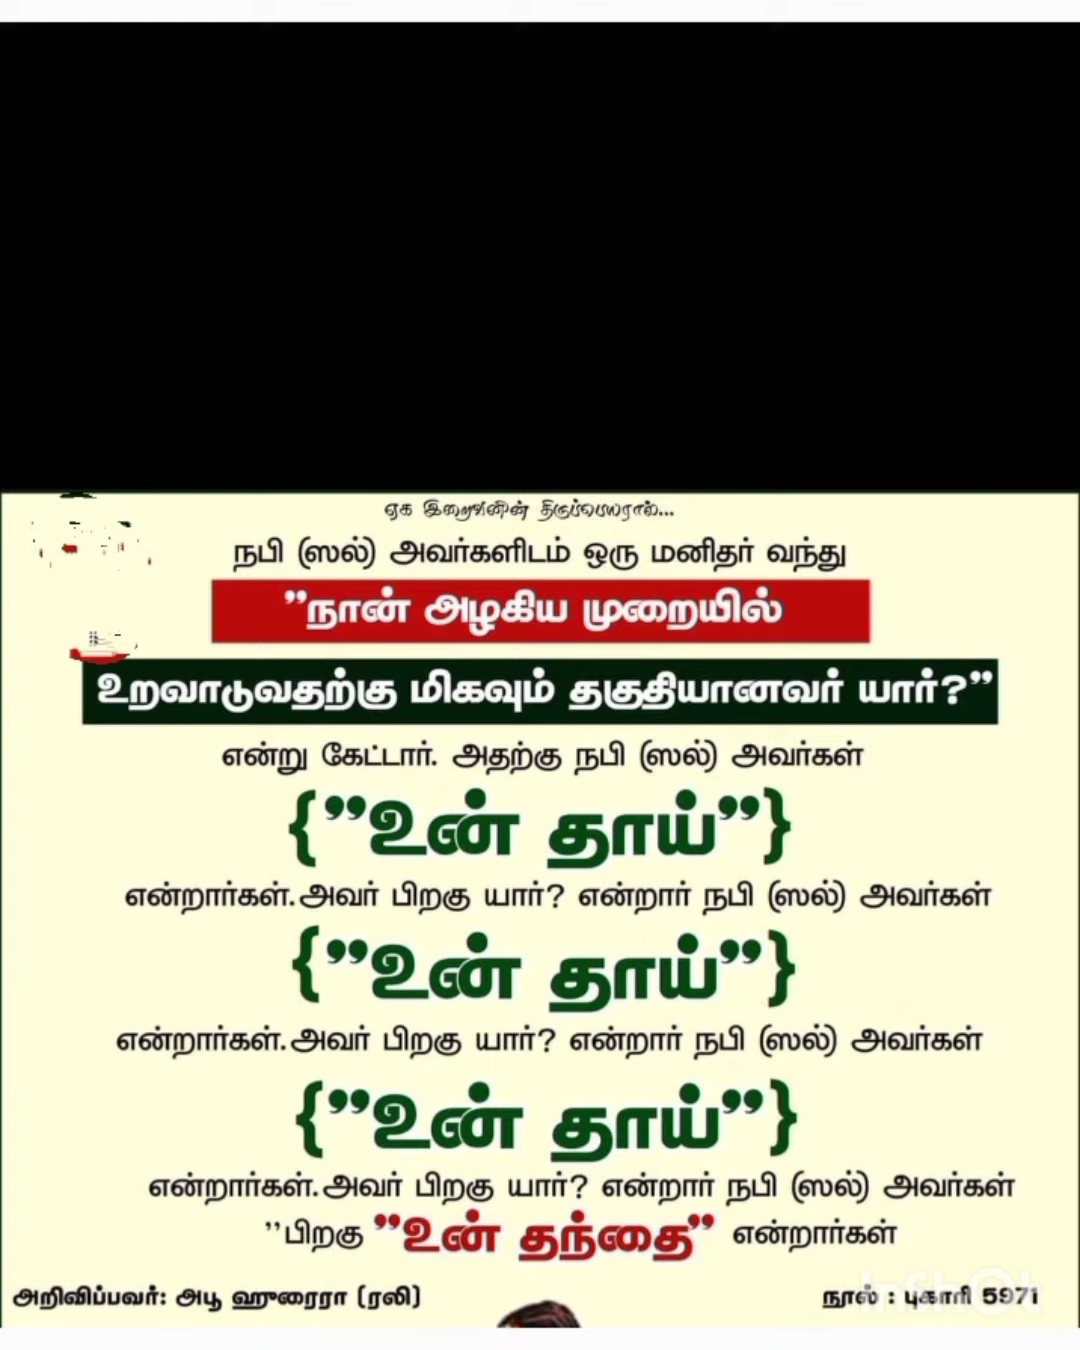 ஏக இறைவனின் திருப்பெயரால்...
நபி (ஸல்) அவர்களிடம் ஒரு மனிதர் வந்து
”நான் அழகிய முறையில்
உறவாடுவதற்கு மிகவும் தகுதியானவர் யார்?”
என்று கேட்டார். அதற்கு நபி (ஸல்) அவர்கள்
{”உன் தாய்”}
என்றார்கள்.அவர் பிறகு யார்? என்றார் நபி (ஸல்) அவர்கள்
{”உன் தாய்”}
என்றார்கள்.அவர் பிறகு யார்? என்றார் நபி (ஸல்) அவர்கள்
{”உன் தாய்”}
என்றார்கள்.அவர் பிறகு யார்? என்றார் நபி (ஸல்) அவர்கள்
”பிறகு ”உன் தந்தை” என்றார்கள்
அறிவிப்பவர்: அபூ ஹுரைரா (ரலி)
நூல் : புகாரி 5971
InShOt